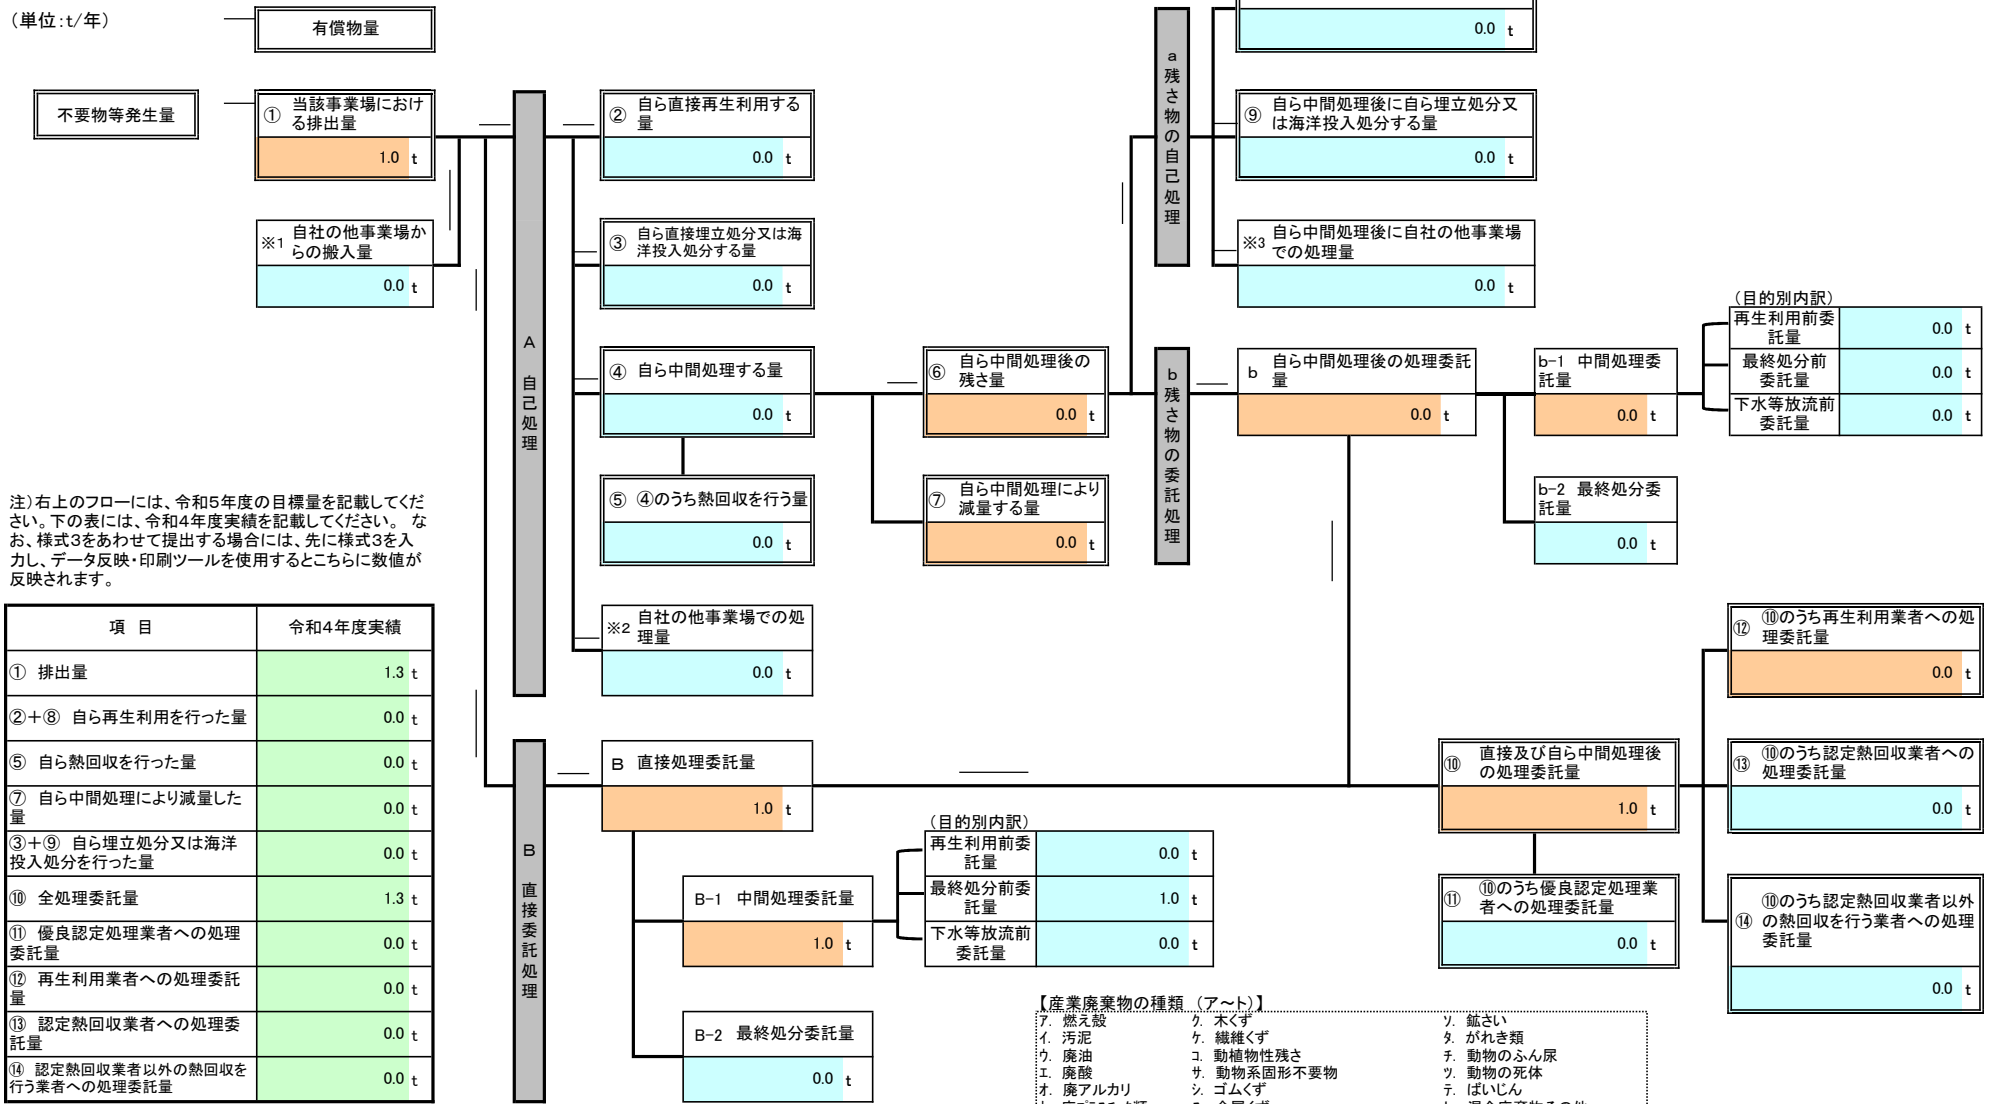 （単位:t/年）
有償物量
不要物等発生量
① 当該事業場におけ
る排出量
1.0 t
※1 自社の他事業場か
らの搬入量
0.0 t
A 自己処理
② 自ら直接再生利用する
量
0.0 t
③ 自ら直接埋立処分又は海
洋投入処分する量
0.0 t
④ 自ら中間処理する量
0.0 t
⑤ ④のうち熱回収を行う量
0.0 t
※2 自社の他事業場での処
理量
0.0 t
⑥ 自ら中間処理後の
残さ量
0.0 t
⑦ 自ら中間処理により
減量する量
0.0 t
a 残さ物の自己処理
0.0 t
⑨ 自ら中間処理後に自ら埋立処分又
は海洋投入処分する量
0.0 t
※3 自ら中間処理後に自社の他事業場
での処理量
0.0 t
b 残さ物の委託処理
b 自ら中間処理後の処理委託
量
0.0 t
b-1 中間処理委
託量
0.0 t
（目的別内訳）
再生利用前委
託量
0.0 t
最終処分前
委託量
0.0 t
下水等放流前
委託量
0.0 t
b-2 最終処分委
託量
0.0 t
注）右上のフローには、令和5年度の目標量を記載してくだ
さい。下の表には、令和4年度実績を記載してください。 な
お、様式3をあわせて提出する場合には、先に様式3を入
力し、データ反映・印刷ツールを使用するとこちらに数値が
反映されます。
項 目 令和4年度実績
① 排出量 1.3 t
②＋⑧ 自ら再生利用を行った量 0.0 t
⑤ 自ら熱回収を行った量 0.0 t
⑦ 自ら中間処理により減量した
量 0.0 t
③＋⑨ 自ら埋立処分又は海洋
投入処分を行った量 0.0 t
⑩ 全処理委託量 1.3 t
⑪ 優良認定処理業者への処理
委託量 0.0 t
⑫ 再生利用業者への処理委託
量 0.0 t
⑬ 認定熱回収業者への処理委
託量 0.0 t
⑭ 認定熱回収業者以外の熱回収を
行う業者への処理委託量 0.0 t
B 直接委託処理
B 直接処理委託量
1.0 t
B-1 中間処理委託量
1.0 t
（目的別内訳）
再生利用前委
託量
0.0 t
最終処分前委
託量
1.0 t
下水等放流前
委託量
0.0 t
B-2 最終処分委託量
0.0 t
⑩ 直接及び自ら中間処理後
の処理委託量
1.0 t
⑪ ⑩のうち優良認定処理業
者への処理委託量
0.0 t
⑫ ⑩のうち再生利用業者への処
理委託量
0.0 t
⑬ ⑩のうち認定熱回収業者への
処理委託量
0.0 t
⑭ ⑩のうち認定熱回収業者以外
の熱回収を行う業者への処理
委託量
0.0 t
【産業廃棄物の種類 （ア～ト）】
ア. 燃え殻 ク. 木くず ソ. 鉱さい
イ. 汚泥 ケ. 繊維くず タ. がれき類
ウ. 廃油 コ. 動植物性残さ チ. 動物のふん尿
エ. 廃酸 サ. 動物系固形不要物 ツ. 動物の死体
オ. 廃アルカリ シ. ゴムくず テ. ばいじん